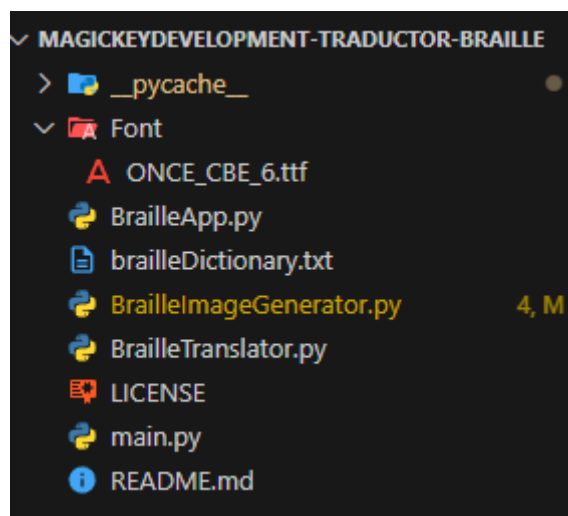 MAGICKEYDEVELOPMENT-TRADUCTOR-BRAILLE
__pycache__
Font
ONCE_CBE_6.ttf
BrailleApp.py
brailleDictionary.txt
BrailleImageGenerator.py 4, M
BrailleTranslator.py
LICENSE
main.py
README.md